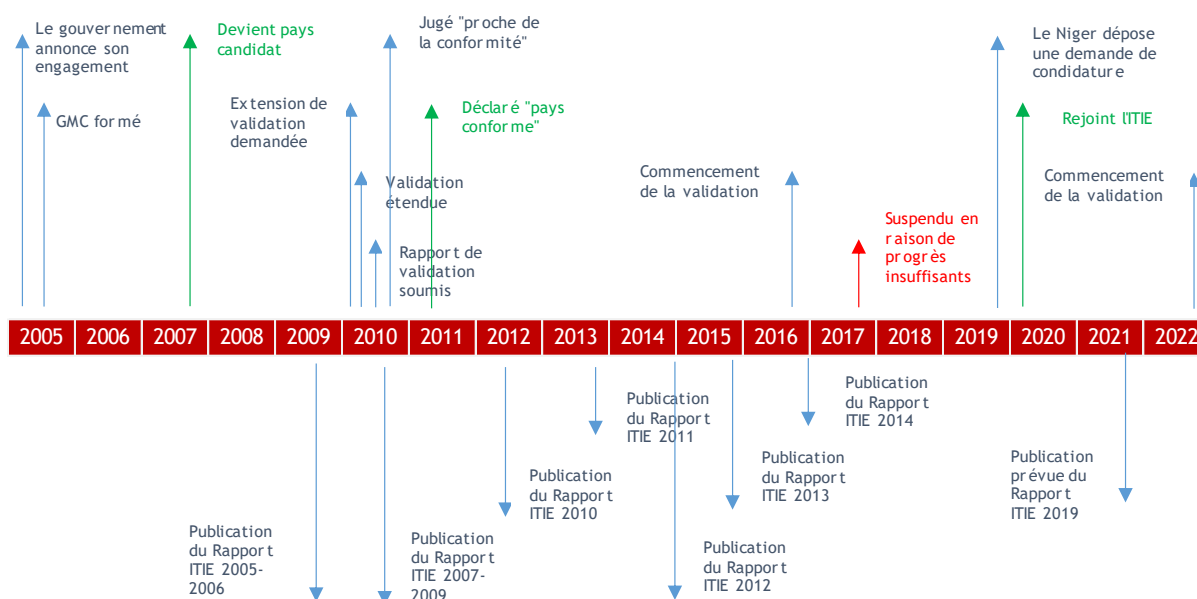 Le gouvernement
annonce son
engagement
GMC formé
Devient pays
candidat
Extension de
validation
demandée
Jugé "proche de
la conformité"
Déclaré "pays
conforme"
Validation
étendue
Rapport de
validation
soumis
Commencement
de la validation
Suspendu en
raison de
progrès
insuffisants
Le Niger dépose
une demande de
condidature
Rejoint l'ITIE
Commencement
de la validation
2005 2006 2007 2008 2009 2010 2011 2012 2013 2014 2015 2016 2017 2018 2019 2020 2021 2022
Publication
du Rapport
ITIE 2005-
2006
Publication
du Rapport
ITIE 2007-
2009
Publication
du Rapport
ITIE 2010
Publication
du Rapport
ITIE 2011
Publication
du Rapport
ITIE 2012
Publication
du Rapport
ITIE 2013
Publication
du Rapport
ITIE 2014
Publication
prévue du
Rapport
ITIE 2019